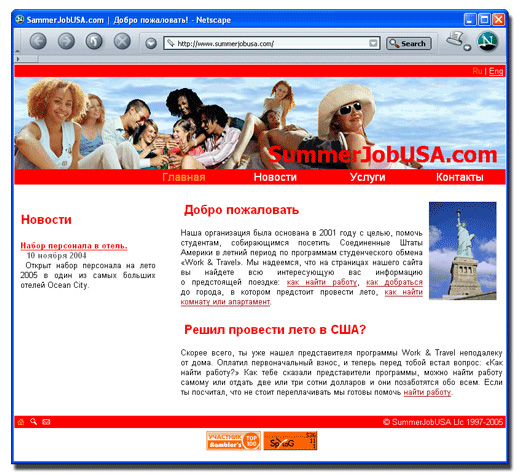 SammerJobUSA.com | Добро пожаловать! - Netscape
http://www.summerjobusa.com/
Search
Ru | Eng
SummerJobUSA.com
Главная Новости Услуги Контакты
Новости
Набор персонала в отель.
10 ноября 2004
Открыт набор персонала на лето
2005 в один из самых больших
отелей Ocean City.
Добро пожаловать
Наша организация была основана в 2001 году с целью, помочь
студентам, собирающимся посетить Соединенные Штаты
Америки в летний период по программам студенческого обмена
«Work & Travel». Мы надеемся, что на страницах нашего сайта
вы найдете всю интересующую вас информацию
о предстоящей поездке: как найти работу, как добраться
до города, в котором предстоит провести лето, как найти
комнату или апартамент.
Решил провести лето в США?
Скорее всего, ты уже нашел представителя программы Work & Travel неподалеку
от дома. Оплатил первоначальный взнос, и теперь перед тобой встал вопрос: «Как
найти работу?» Как тебе сказали представители программы, можно найти работу
самому или отдать две или три сотни долларов и они позаботятся обо всем. Если
ты посчитал, что не стоит переплачивать мы готовы помочь найти работу.
© SummerJobUSA Llc 1997-2005
УЧАСТНИК
Rambler's
TOP
100